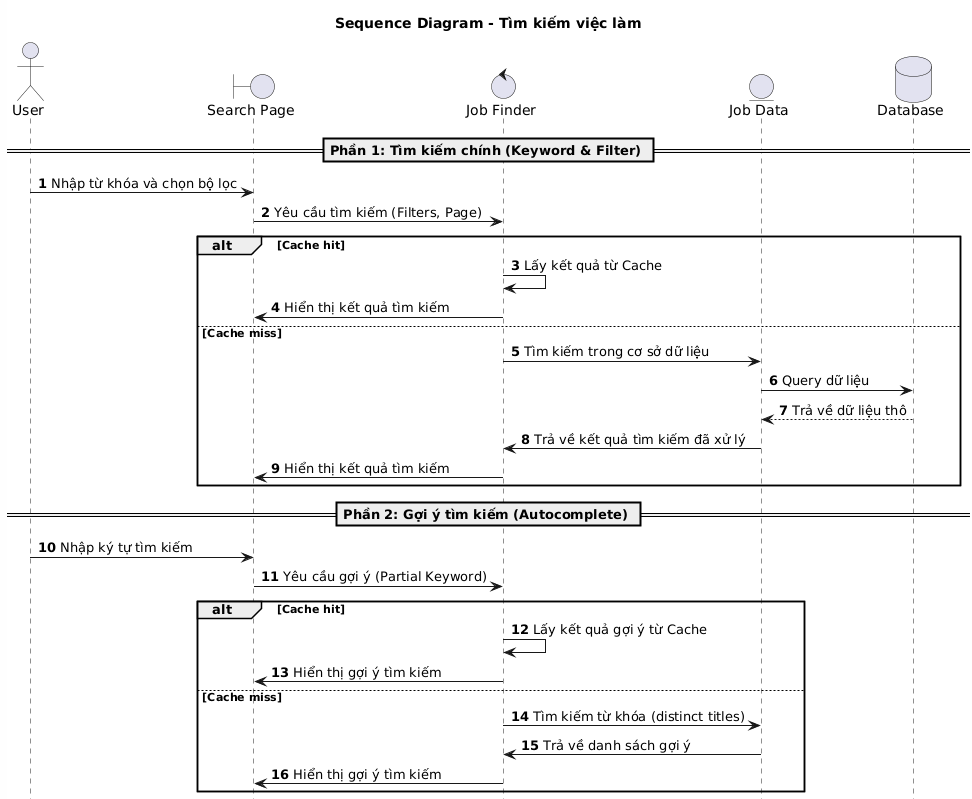 Sequence Diagram - Tìm kiếm việc làm
User
Search Page
Job Finder
Job Data
Database
Phần 1: Tìm kiếm chính (Keyword & Filter)
1 Nhập từ khóa và chọn bộ lọc
2 Yêu cầu tìm kiếm (Filters, Page)
alt [Cache hit]
3 Lấy kết quả từ Cache
4 Hiển thị kết quả tìm kiếm
[Cache miss]
5 Tìm kiếm trong cơ sở dữ liệu
6 Query dữ liệu
7 Trả về dữ liệu thô
8 Trả về kết quả tìm kiếm đã xử lý
9 Hiển thị kết quả tìm kiếm
Phần 2: Gợi ý tìm kiếm (Autocomplete)
10 Nhập ký tự tìm kiếm
11 Yêu cầu gợi ý (Partial Keyword)
alt [Cache hit]
12 Lấy kết quả gợi ý từ Cache
13 Hiển thị gợi ý tìm kiếm
[Cache miss]
14 Tìm kiếm từ khóa (distinct titles)
15 Trả về danh sách gợi ý
16 Hiển thị gợi ý tìm kiếm